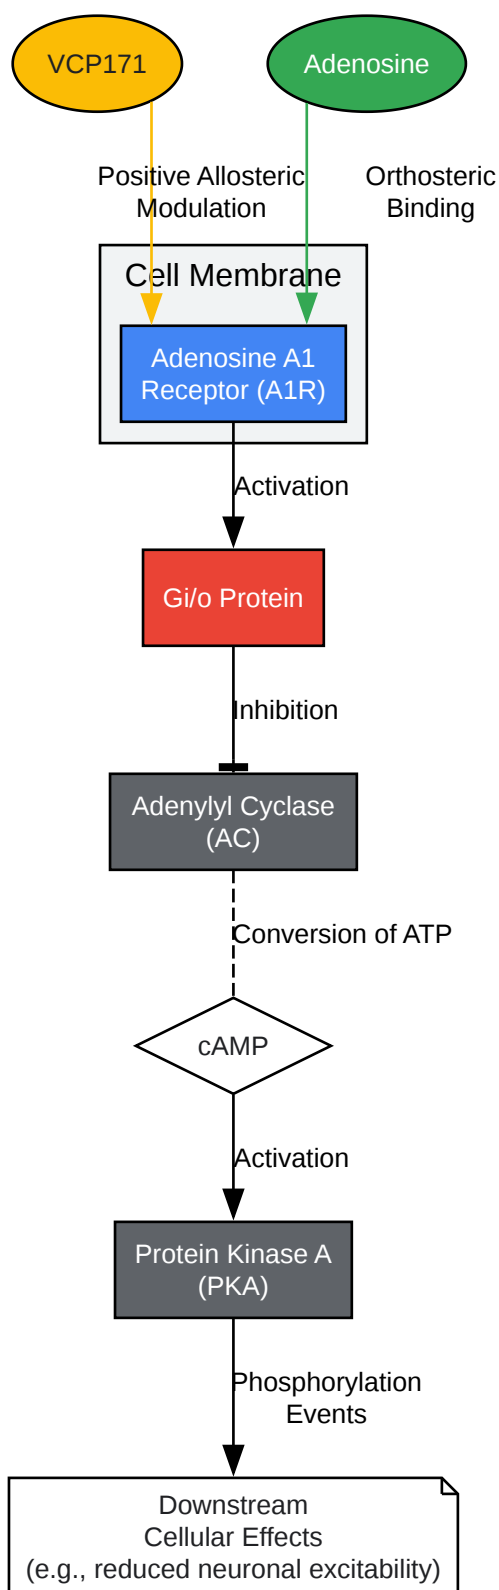 VCP171
Adenosine
Positive Allosteric
Modulation
Orthosteric
Binding
Cell Membrane
Adenosine A1
Receptor (A1R)
Activation
Gi/o Protein
Inhibition
Adenylyl Cyclase
(AC)
Conversion of ATP
cAMP
Activation
Protein Kinase A
(PKA)
Phosphorylation
Events
Downstream
Cellular Effects
(e.g., reduced neuronal excitability)